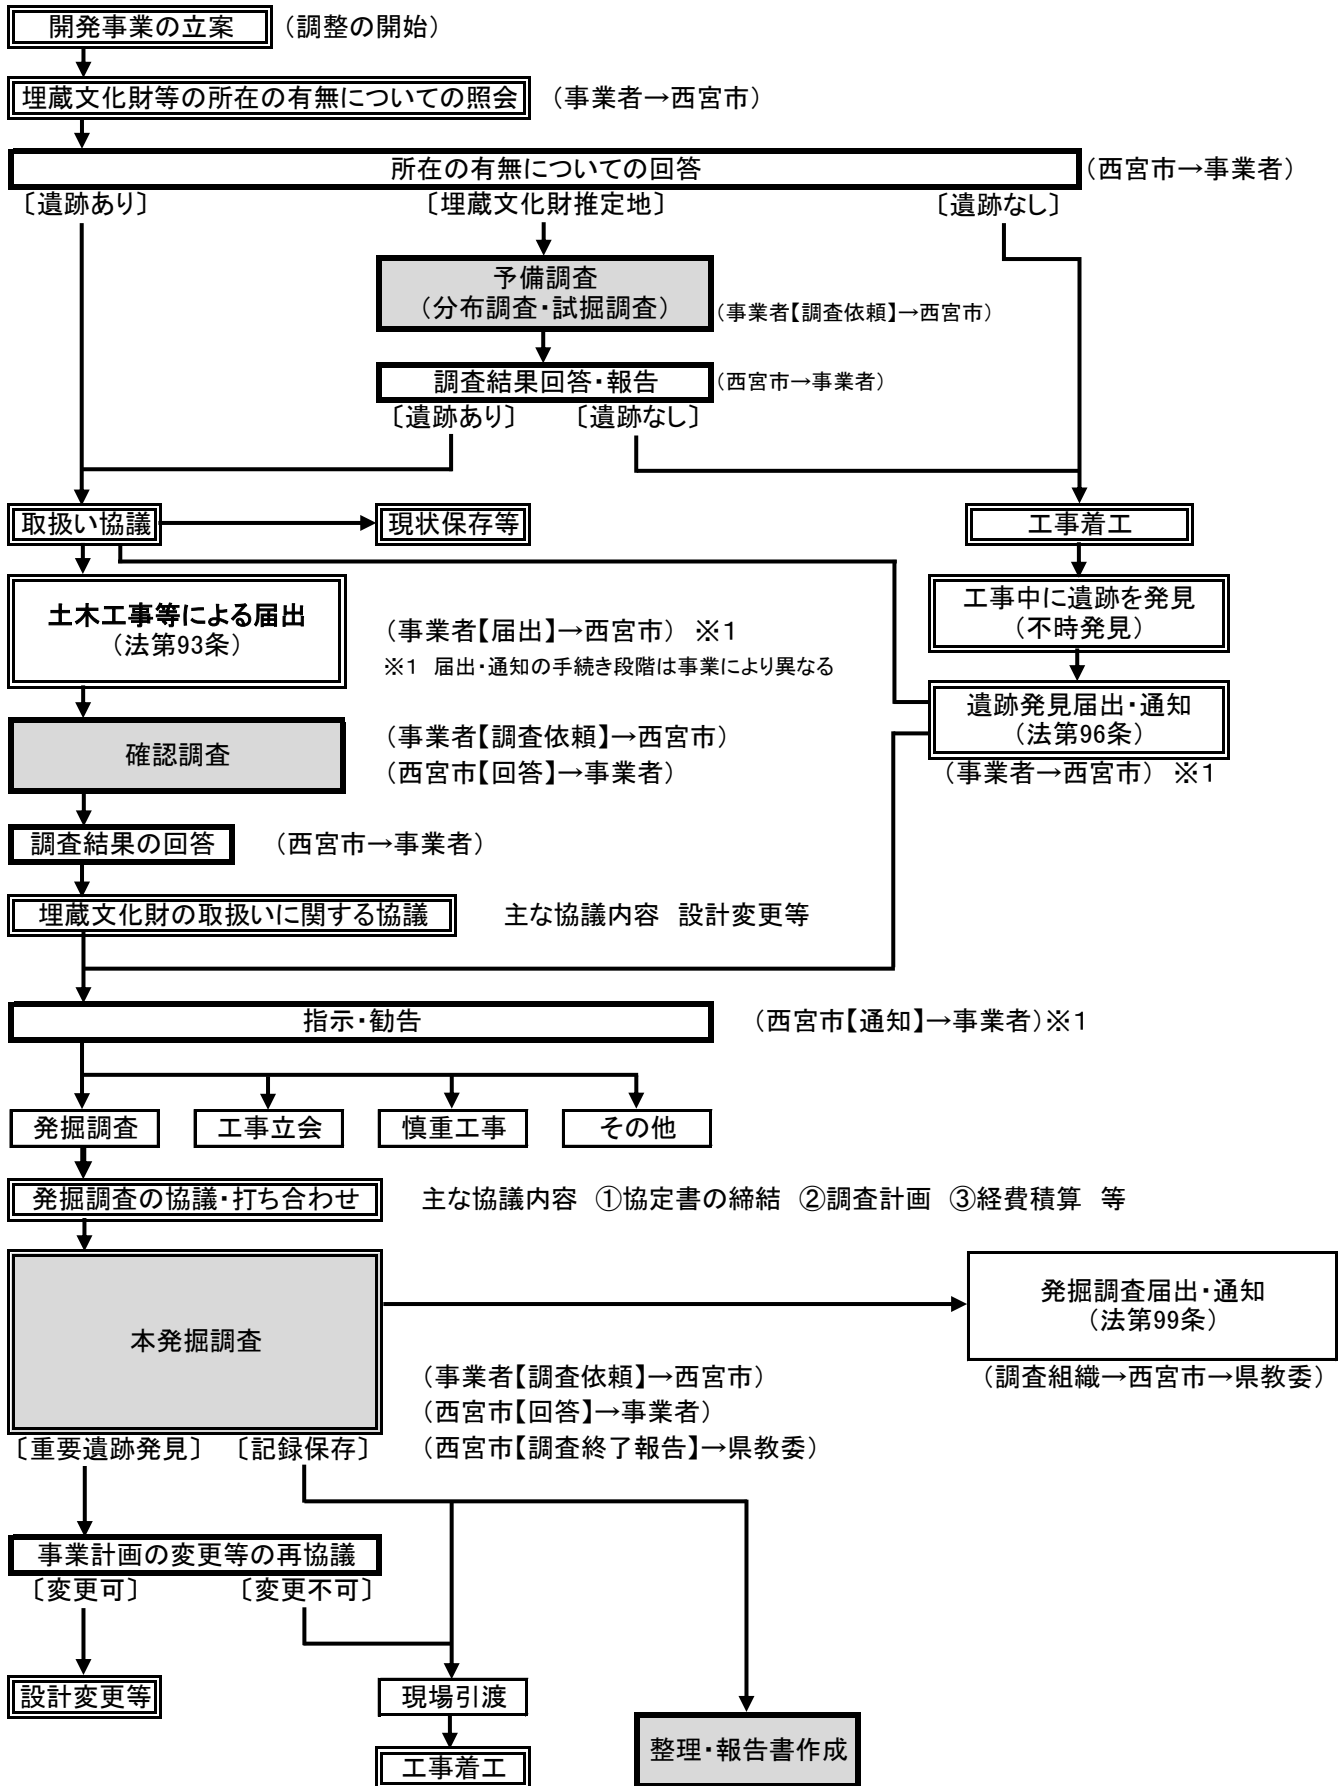 開発事業の立案 （調整の開始）
埋蔵文化財等の所在の有無についての照会 （事業者→西宮市）
所在の有無についての回答 （西宮市→事業者）
〔遺跡あり〕 〔埋蔵文化財推定地〕 〔遺跡なし〕
予備調査
（分布調査・試掘調査） （事業者【調査依頼】→西宮市）
調査結果回答・報告 （西宮市→事業者）
〔遺跡あり〕 〔遺跡なし〕
取扱い協議 現状保存等 工事着工
土木工事等による届出
（法第93条）
（事業者【届出】→西宮市） ※1
※1 届出・通知の手続き段階は事業により異なる
工事中に遺跡を発見
（不時発見）
遺跡発見届出・通知
（法第96条）
（事業者→西宮市） ※1
確認調査
（事業者【調査依頼】→西宮市）
（西宮市【回答】→事業者）
調査結果の回答 （西宮市→事業者）
埋蔵文化財の取扱いに関する協議 主な協議内容 設計変更等
指示・勧告 （西宮市【通知】→事業者）※1
発掘調査 工事立会 慎重工事 その他
発掘調査の協議・打ち合わせ 主な協議内容 ①協定書の締結 ②調査計画 ③経費積算 等
本発掘調査
発掘調査届出・通知
（法第99条）
（調査組織→西宮市→県教委）
（事業者【調査依頼】→西宮市）
（西宮市【回答】→事業者）
（西宮市【調査終了報告】→県教委）
〔重要遺跡発見〕 〔記録保存〕
事業計画の変更等の再協議
〔変更可〕 〔変更不可〕
設計変更等 現場引渡
整理・報告書作成
工事着工